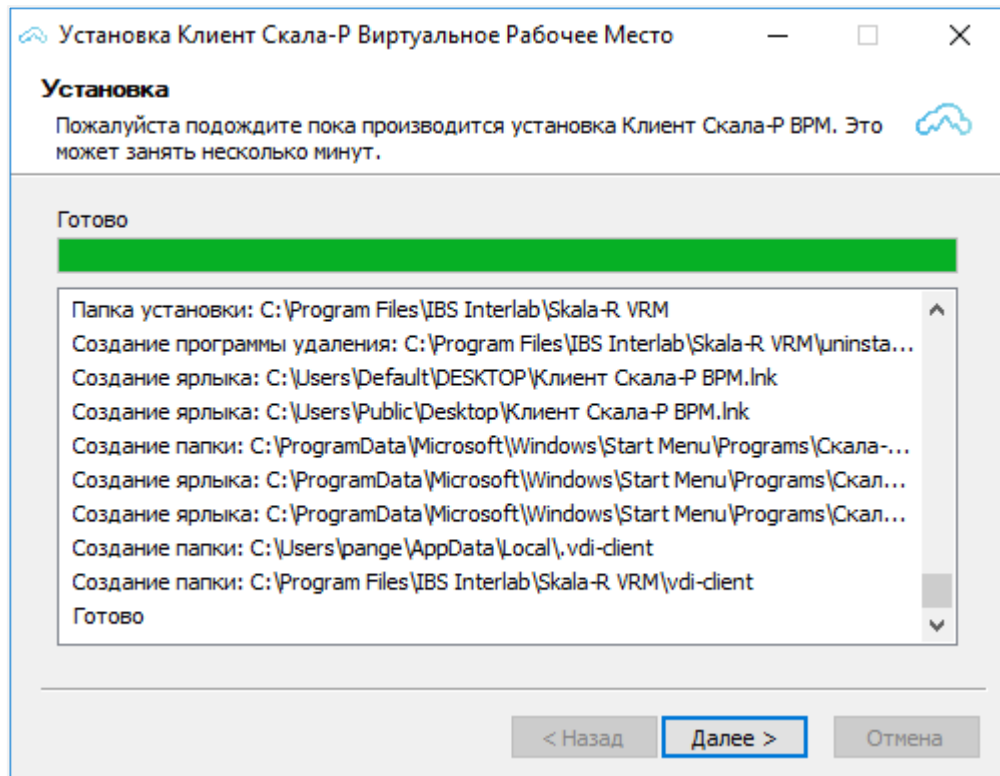 Установка Клиент Скала-Р Виртуальное Рабочее Место
Установка
Пожалуйста подождите пока производится установка Клиент Скала-Р ВРМ. Это
может занять несколько минут.
Готово
Папка установки: C:\Program Files\IBS Interlab\Skala-R VRM
Создание программы удаления: C:\Program Files\IBS Interlab\Skala-R VRM\uninsta...
Создание ярлыка: C:\Users\Default\DESKTOP\Клиент Скала-Р ВРМ.lnk
Создание ярлыка: C:\Users\Public\Desktop\Клиент Скала-Р ВРМ.lnk
Создание папки: C:\ProgramData\Microsoft\Windows\Start Menu\Programs\Скала-...
Создание ярлыка: C:\ProgramData\Microsoft\Windows\Start Menu\Programs\Скал...
Создание ярлыка: C:\ProgramData\Microsoft\Windows\Start Menu\Programs\Скал...
Создание папки: C:\Users\pange\AppData\Local\.vdi-client
Создание папки: C:\Program Files\IBS Interlab\Skala-R VRM\vdi-client
Готово
< Назад
Далее >
Отмена